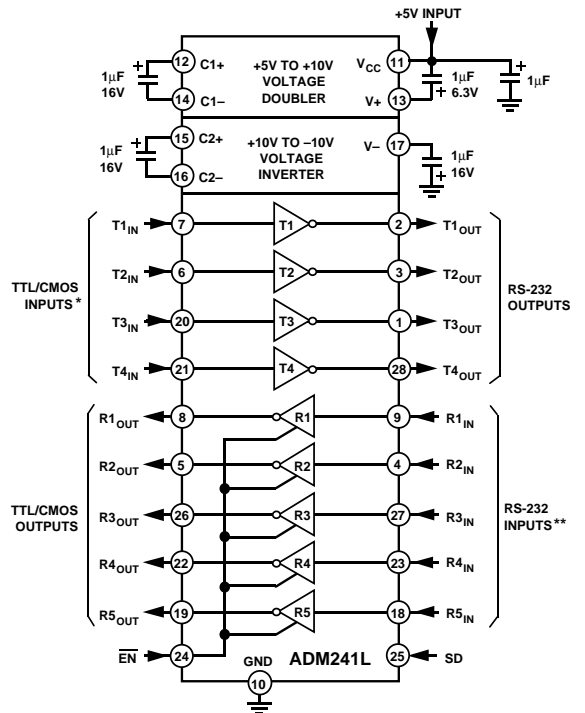 +5V INPUT
12 C1+ +5V TO +10V VOLTAGE DOUBLER VCC 11
1µF 16V
14 C1– V+ 13
1µF 6.3V
1µF
15 C2+ +10V TO –10V VOLTAGE INVERTER V– 17
1µF 16V
16 C2–
1µF 16V
TTL/CMOS INPUTS*
T1IN 7 T1 2 T1OUT
T2IN 6 T2 3 T2OUT
T3IN 20 T3 1 T3OUT
T4IN 21 T4 28 T4OUT
RS-232 OUTPUTS
TTL/CMOS OUTPUTS
R1OUT 8 R1 9 R1IN
R2OUT 5 R2 4 R2IN
R3OUT 26 R3 27 R3IN
R4OUT 22 R4 23 R4IN
R5OUT 19 R5 18 R5IN
RS-232 INPUTS**
EN 24 GND 10 ADM241L 25 SD